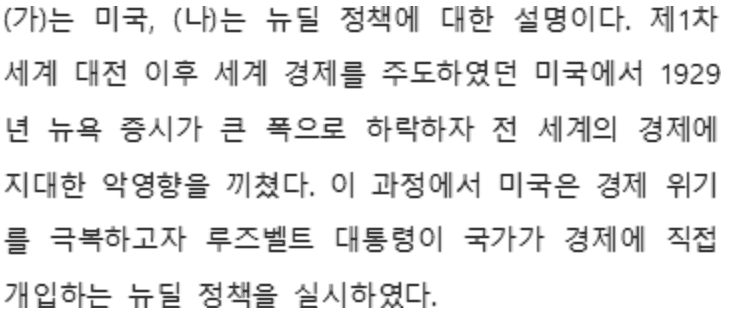 (가)는 미국, (나)는 뉴딜 정책에 대한 설명이다. 제1차
세계 대전 이후 세계 경제를 주도하였던 미국에서 1929
년 뉴욕 증시가 큰 폭으로 하락하자 전 세계의 경제에
지대한 악영향을 끼쳤다. 이 과정에서 미국은 경제 위기
를 극복하고자 루즈벨트 대통령이 국가가 경제에 직접
개입하는 뉴딜 정책을 실시하였다.